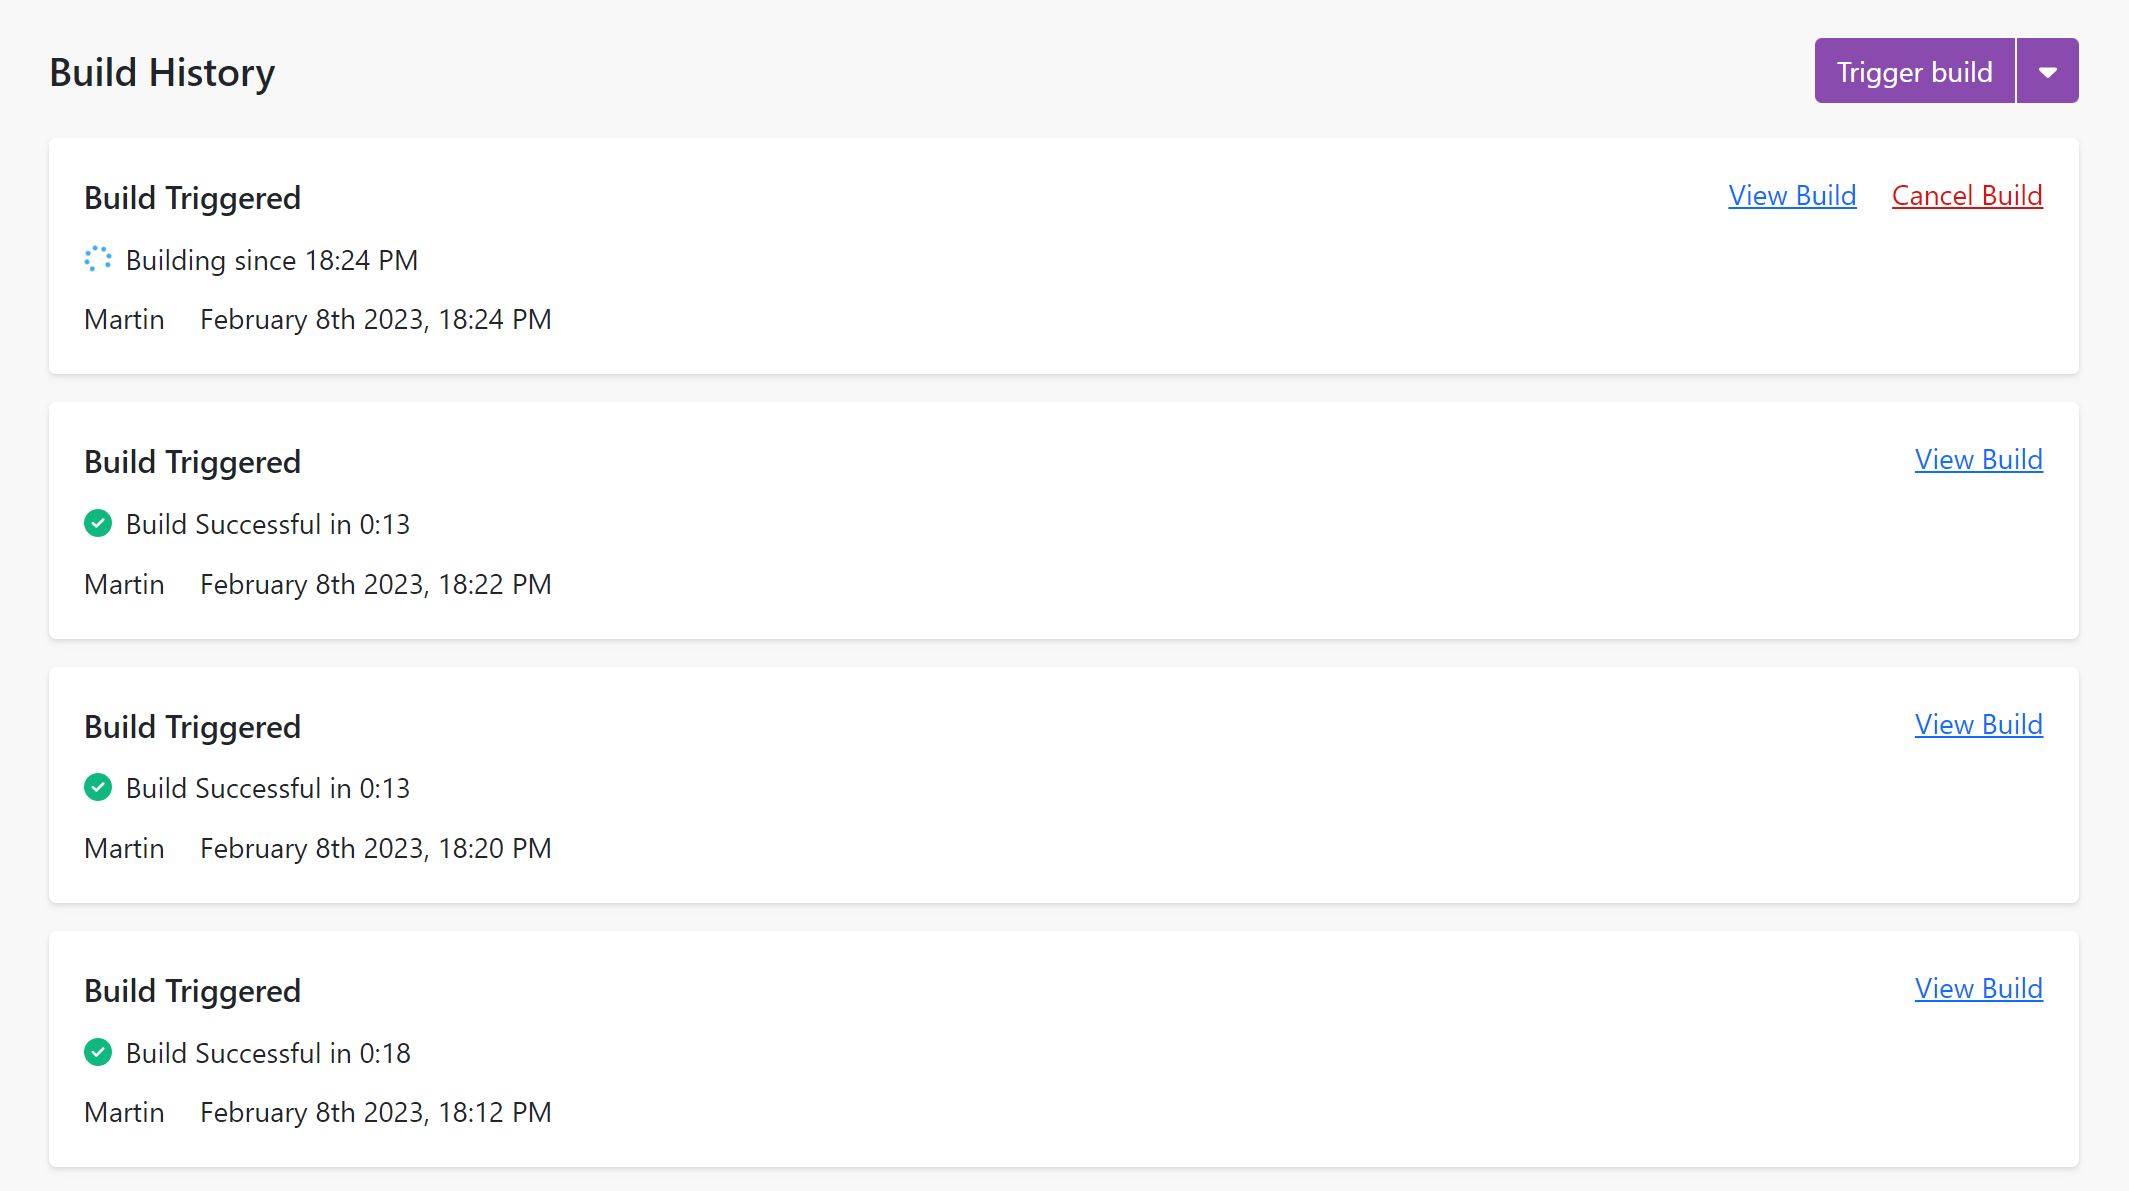 Build History
Trigger build
Build Triggered
View Build
Cancel Build
Building since 18:24 PM
Martin February 8th 2023, 18:24 PM
Build Triggered
View Build
Build Successful in 0:13
Martin February 8th 2023, 18:22 PM
Build Triggered
View Build
Build Successful in 0:13
Martin February 8th 2023, 18:20 PM
Build Triggered
View Build
Build Successful in 0:18
Martin February 8th 2023, 18:12 PM